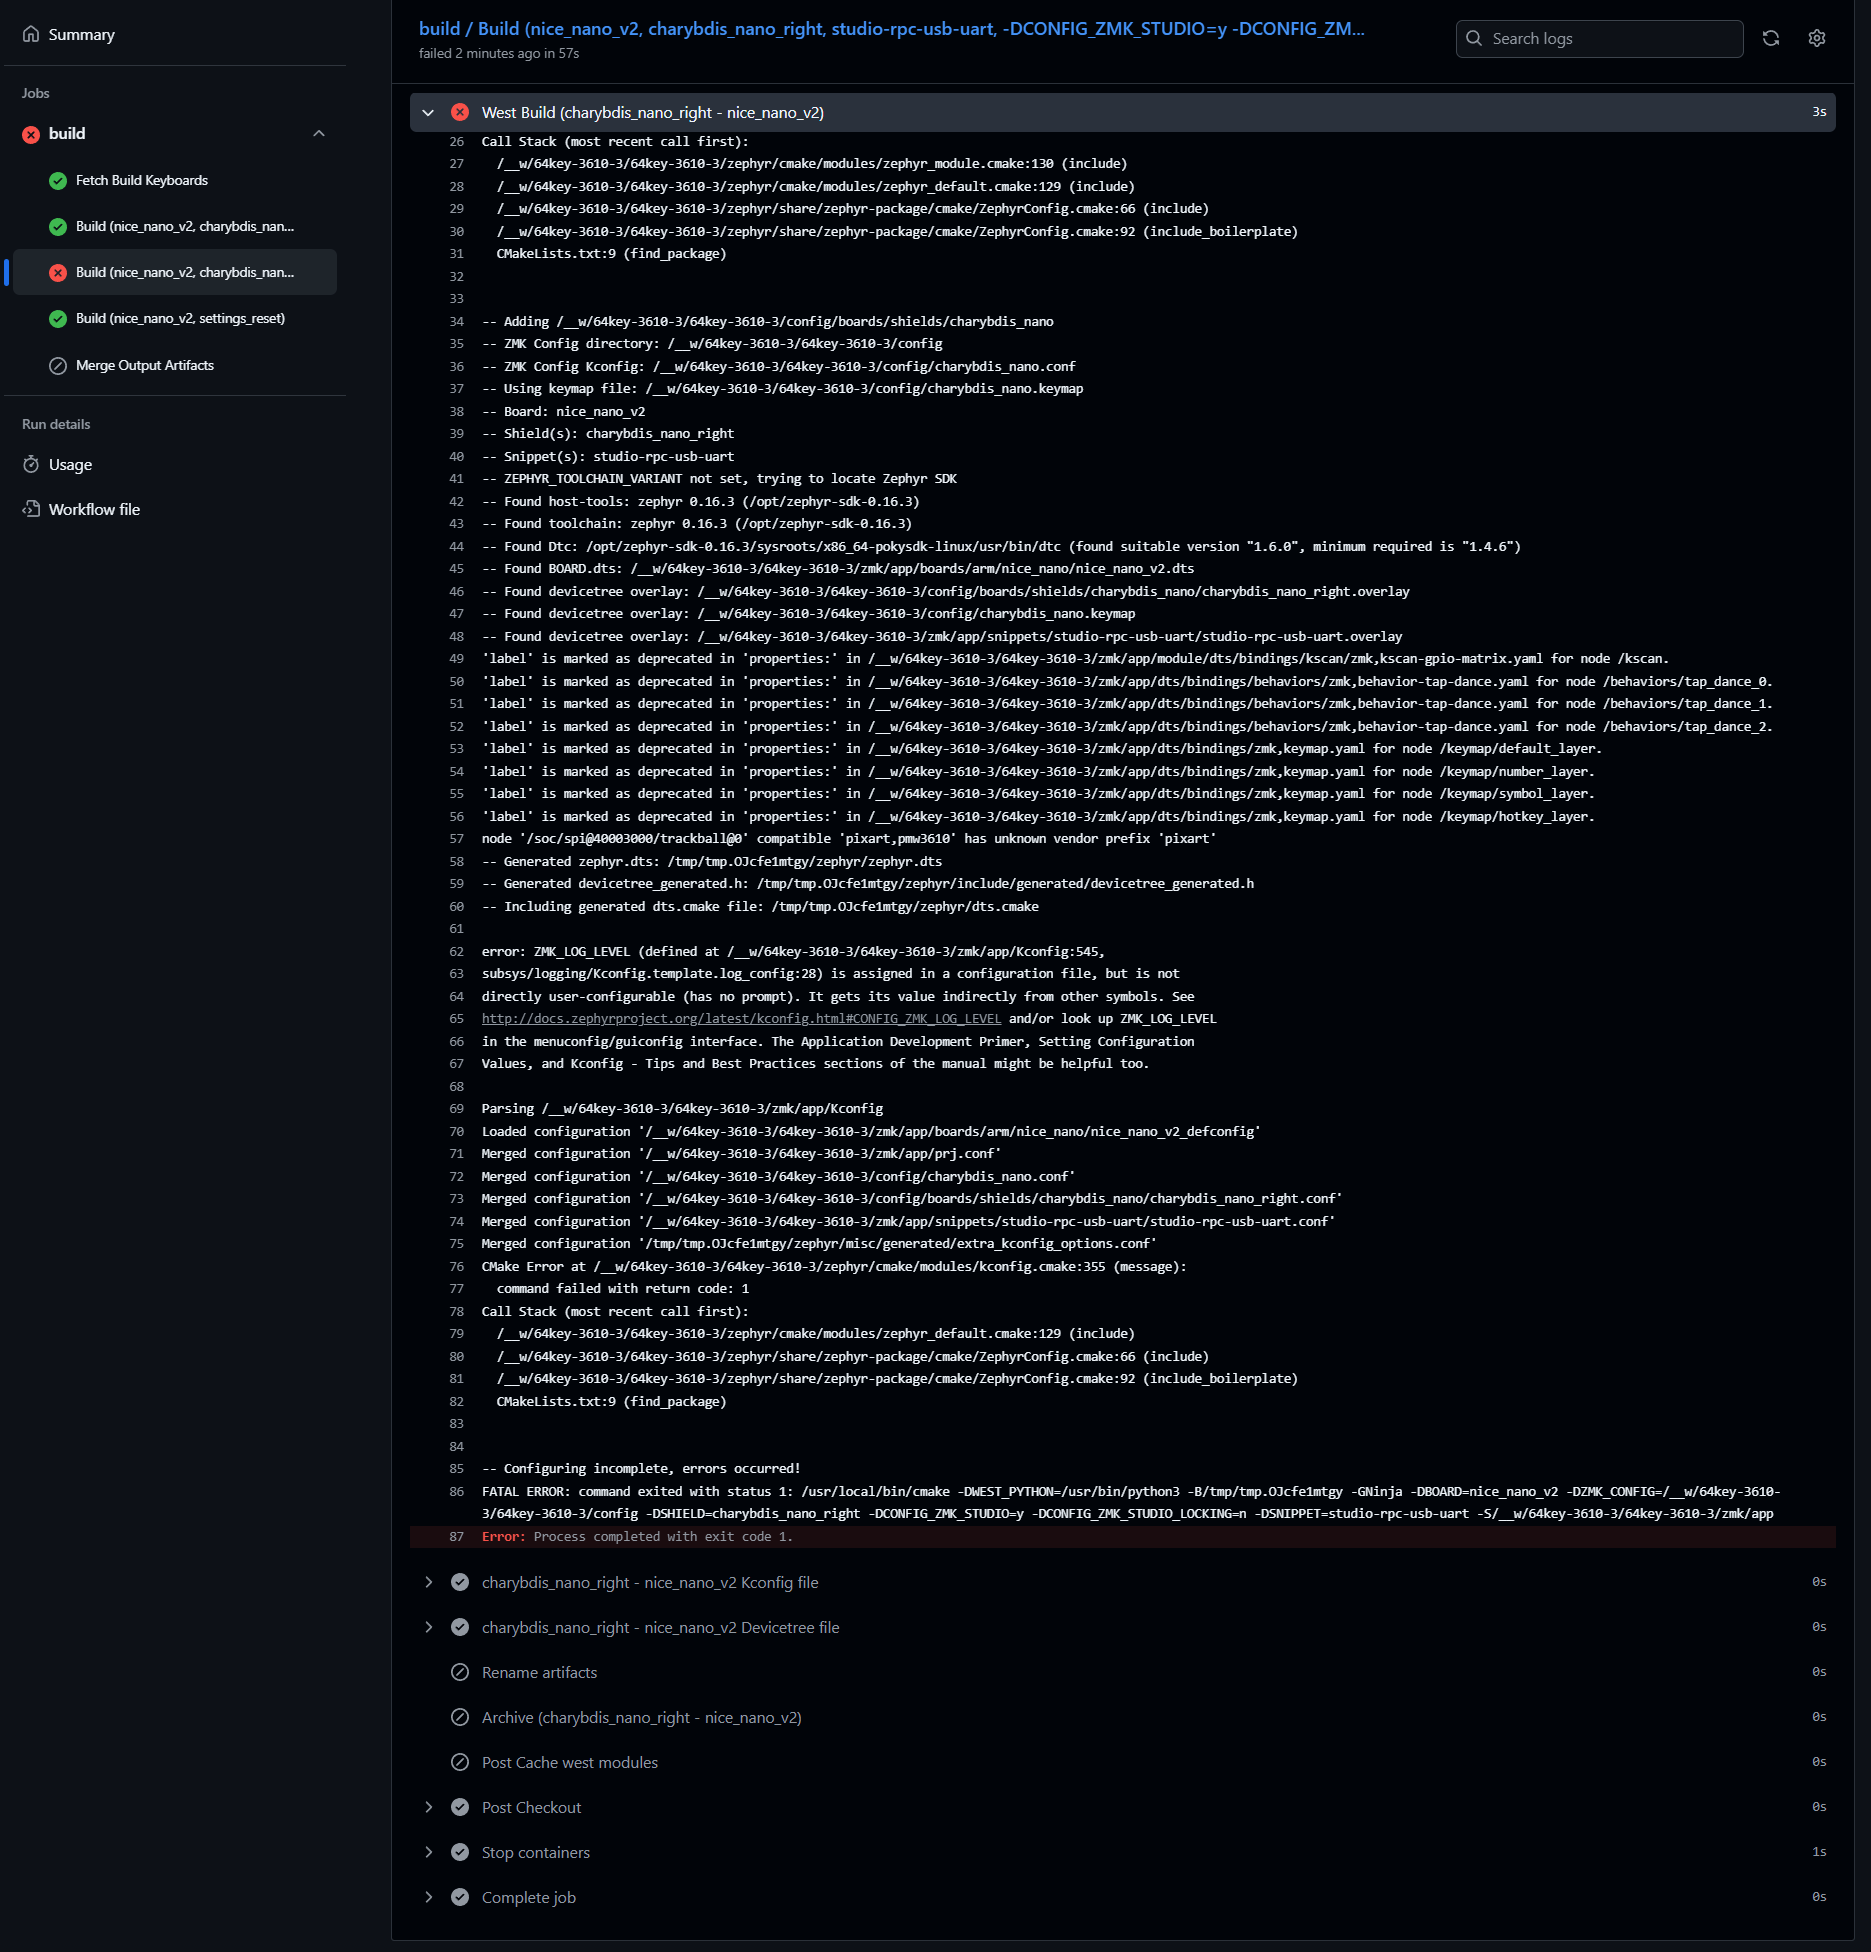 Summary
Jobs
build
Fetch Build Keyboards
Build (nice_nano_v2, charybdis_nan...
Build (nice_nano_v2, charybdis_nan...
Build (nice_nano_v2, settings_reset)
Merge Output Artifacts
Run details
Usage
Workflow file
build / Build (nice_nano_v2, charybdis_nano_right, studio-rpc-usb-uart, -DCONFIG_ZMK_STUDIO=y -DCONFIG_ZM...
failed 2 minutes ago in 57s
Search logs
West Build (charybdis_nano_right - nice_nano_v2) 3s
26 Call Stack (most recent call first):
27 /__w/64key-3610-3/64key-3610-3/zephyr/cmake/modules/zephyr_module.cmake:130 (include)
28 /__w/64key-3610-3/64key-3610-3/zephyr/cmake/modules/zephyr_default.cmake:129 (include)
29 /__w/64key-3610-3/64key-3610-3/zephyr/share/zephyr-package/cmake/ZephyrConfig.cmake:66 (include)
30 /__w/64key-3610-3/64key-3610-3/zephyr/share/zephyr-package/cmake/ZephyrConfig.cmake:92 (include_boilerplate)
31 CMakeLists.txt:9 (find_package)
32
33
34 -- Adding /__w/64key-3610-3/64key-3610-3/config/boards/shields/charybdis_nano
35 -- ZMK Config directory: /__w/64key-3610-3/64key-3610-3/config
36 -- ZMK Config Kconfig: /__w/64key-3610-3/64key-3610-3/config/charybdis_nano.conf
37 -- Using keymap file: /__w/64key-3610-3/64key-3610-3/config/charybdis_nano.keymap
38 -- Board: nice_nano_v2
39 -- Shield(s): charybdis_nano_right
40 -- Snippet(s): studio-rpc-usb-uart
41 -- ZEPHYR_TOOLCHAIN_VARIANT not set, trying to locate Zephyr SDK
42 -- Found host-tools: zephyr 0.16.3 (/opt/zephyr-sdk-0.16.3)
43 -- Found toolchain: zephyr 0.16.3 (/opt/zephyr-sdk-0.16.3)
44 -- Found Dtc: /opt/zephyr-sdk-0.16.3/sysroots/x86_64-pokysdk-linux/usr/bin/dtc (found suitable version "1.6.0", minimum required is "1.4.6")
45 -- Found BOARD.dts: /__w/64key-3610-3/64key-3610-3/zmk/app/boards/arm/nice_nano/nice_nano_v2.dts
46 -- Found devicetree overlay: /__w/64key-3610-3/64key-3610-3/config/boards/shields/charybdis_nano/charybdis_nano_right.overlay
47 -- Found devicetree overlay: /__w/64key-3610-3/64key-3610-3/config/charybdis_nano.keymap
48 -- Found devicetree overlay: /__w/64key-3610-3/64key-3610-3/zmk/app/snippets/studio-rpc-usb-uart/studio-rpc-usb-uart.overlay
49 'label' is marked as deprecated in 'properties:' in /__w/64key-3610-3/64key-3610-3/zmk/app/module/dts/bindings/kscan/zmk,kscan-gpio-matrix.yaml for node /kscan.
50 'label' is marked as deprecated in 'properties:' in /__w/64key-3610-3/64key-3610-3/zmk/app/dts/bindings/behaviors/zmk,behavior-tap-dance.yaml for node /behaviors/tap_dance_0.
51 'label' is marked as deprecated in 'properties:' in /__w/64key-3610-3/64key-3610-3/zmk/app/dts/bindings/behaviors/zmk,behavior-tap-dance.yaml for node /behaviors/tap_dance_1.
52 'label' is marked as deprecated in 'properties:' in /__w/64key-3610-3/64key-3610-3/zmk/app/dts/bindings/behaviors/zmk,behavior-tap-dance.yaml for node /behaviors/tap_dance_2.
53 'label' is marked as deprecated in 'properties:' in /__w/64key-3610-3/64key-3610-3/zmk/app/dts/bindings/zmk,keymap.yaml for node /keymap/default_layer.
54 'label' is marked as deprecated in 'properties:' in /__w/64key-3610-3/64key-3610-3/zmk/app/dts/bindings/zmk,keymap.yaml for node /keymap/number_layer.
55 'label' is marked as deprecated in 'properties:' in /__w/64key-3610-3/64key-3610-3/zmk/app/dts/bindings/zmk,keymap.yaml for node /keymap/symbol_layer.
56 'label' is marked as deprecated in 'properties:' in /__w/64key-3610-3/64key-3610-3/zmk/app/dts/bindings/zmk,keymap.yaml for node /keymap/hotkey_layer.
57 node '/soc/spi@40003000/trackball@0' compatible 'pixart,pmw3610' has unknown vendor prefix 'pixart'
58 -- Generated zephyr.dts: /tmp/tmp.OJcfe1mtgy/zephyr/zephyr.dts
59 -- Generated devicetree_generated.h: /tmp/tmp.OJcfe1mtgy/zephyr/include/generated/devicetree_generated.h
60 -- Including generated dts.cmake file: /tmp/tmp.OJcfe1mtgy/zephyr/dts.cmake
61
62 error: ZMK_LOG_LEVEL (defined at /__w/64key-3610-3/64key-3610-3/zmk/app/Kconfig:545,
63 subsys/logging/Kconfig.template.log_config:28) is assigned in a configuration file, but is not
64 directly user-configurable (has no prompt). It gets its value indirectly from other symbols. See
65 http://docs.zephyrproject.org/latest/kconfig.html#CONFIG_ZMK_LOG_LEVEL and/or look up ZMK_LOG_LEVEL
66 in the menuconfig/guiconfig interface. The Application Development Primer, Setting Configuration
67 Values, and Kconfig - Tips and Best Practices sections of the manual might be helpful too.
68
69 Parsing /__w/64key-3610-3/64key-3610-3/zmk/app/Kconfig
70 Loaded configuration '/__w/64key-3610-3/64key-3610-3/zmk/app/boards/arm/nice_nano/nice_nano_v2_defconfig'
71 Merged configuration '/__w/64key-3610-3/64key-3610-3/zmk/app/prj.conf'
72 Merged configuration '/__w/64key-3610-3/64key-3610-3/config/charybdis_nano.conf'
73 Merged configuration '/__w/64key-3610-3/64key-3610-3/config/boards/shields/charybdis_nano/charybdis_nano_right.conf'
74 Merged configuration '/__w/64key-3610-3/64key-3610-3/zmk/app/snippets/studio-rpc-usb-uart/studio-rpc-usb-uart.conf'
75 Merged configuration '/tmp/tmp.OJcfe1mtgy/zephyr/misc/generated/extra_kconfig_options.conf'
76 CMake Error at /__w/64key-3610-3/64key-3610-3/zephyr/cmake/modules/kconfig.cmake:355 (message):
77 command failed with return code: 1
78 Call Stack (most recent call first):
79 /__w/64key-3610-3/64key-3610-3/zephyr/cmake/modules/zephyr_default.cmake:129 (include)
80 /__w/64key-3610-3/64key-3610-3/zephyr/share/zephyr-package/cmake/ZephyrConfig.cmake:66 (include)
81 /__w/64key-3610-3/64key-3610-3/zephyr/share/zephyr-package/cmake/ZephyrConfig.cmake:92 (include_boilerplate)
82 CMakeLists.txt:9 (find_package)
83
84
85 -- Configuring incomplete, errors occurred!
86 FATAL ERROR: command exited with status 1: /usr/local/bin/cmake -DWEST_PYTHON=/usr/bin/python3 -B/tmp/tmp.OJcfe1mtgy -GNinja -DBOARD=nice_nano_v2 -DZMK_CONFIG=/__w/64key-3610-
3/64key-3610-3/config -DSHIELD=charybdis_nano_right -DCONFIG_ZMK_STUDIO=y -DCONFIG_ZMK_STUDIO_LOCKING=n -DSNIPPET=studio-rpc-usb-uart -S/__w/64key-3610-3/64key-3610-3/zmk/app
87 Error: Process completed with exit code 1.
charybdis_nano_right - nice_nano_v2 Kconfig file 0s
charybdis_nano_right - nice_nano_v2 Devicetree file 0s
Rename artifacts 0s
Archive (charybdis_nano_right - nice_nano_v2) 0s
Post Cache west modules 0s
Post Checkout 0s
Stop containers 1s
Complete job 0s